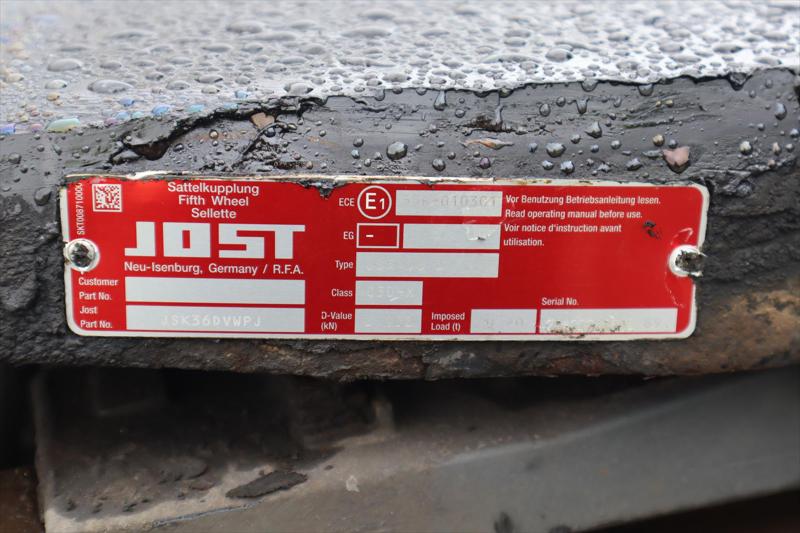 SKT008710000
Sattelkupplung
Fifth Wheel
Sellette
JOST
Neu-Isenburg, Germany / R.F.A.
Customer
Part No.
Jost
Part No.
JSK36DVWPJ
ECE E1
EG -
Type
Class
D-Value
(kN)
Imposed
Load (t)
Serial No.
Vor Benutzung Betriebsanleitung lesen.
Read operating manual before use.
Voir notice d'instruction avant
utilisation.